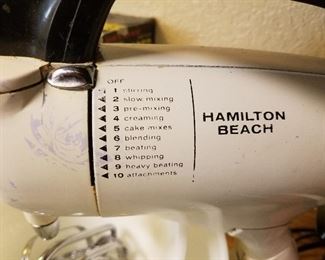 OFF
1 stirring
2 slow mixing
3 pre-mixing
4 creaming
5 cake mixes
6 blending
7 beating
8 whipping
9 heavy beating
10 attachments
HAMILTON
BEACH